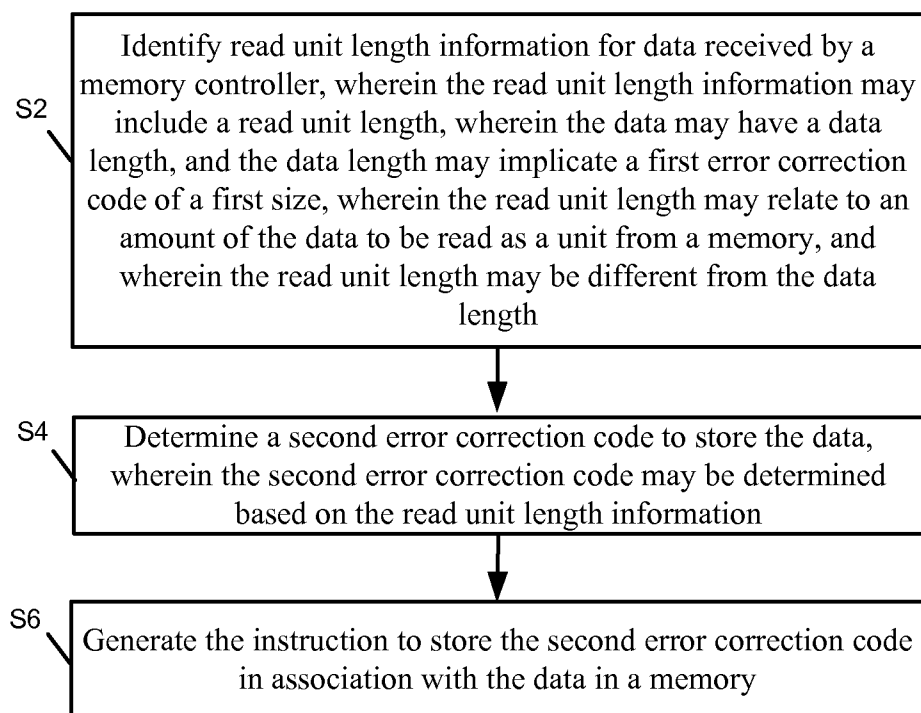 Identify read unit length information for data received by a
memory controller, wherein the read unit length information may
S2
include a read unit length, wherein the data may have a data
length, and the data length may implicate a first error correction
code of a first size, wherein the read unit length may relate to an
amount of the data to be read as a unit from a memory, and
wherein the read unit length may be different from the data
length
S4
Determine a second error correction code to store the data,
wherein the second error correction code may be determined
based on the read unit length information
S6
Generate the instruction to store the second error correction code
in association with the data in a memory